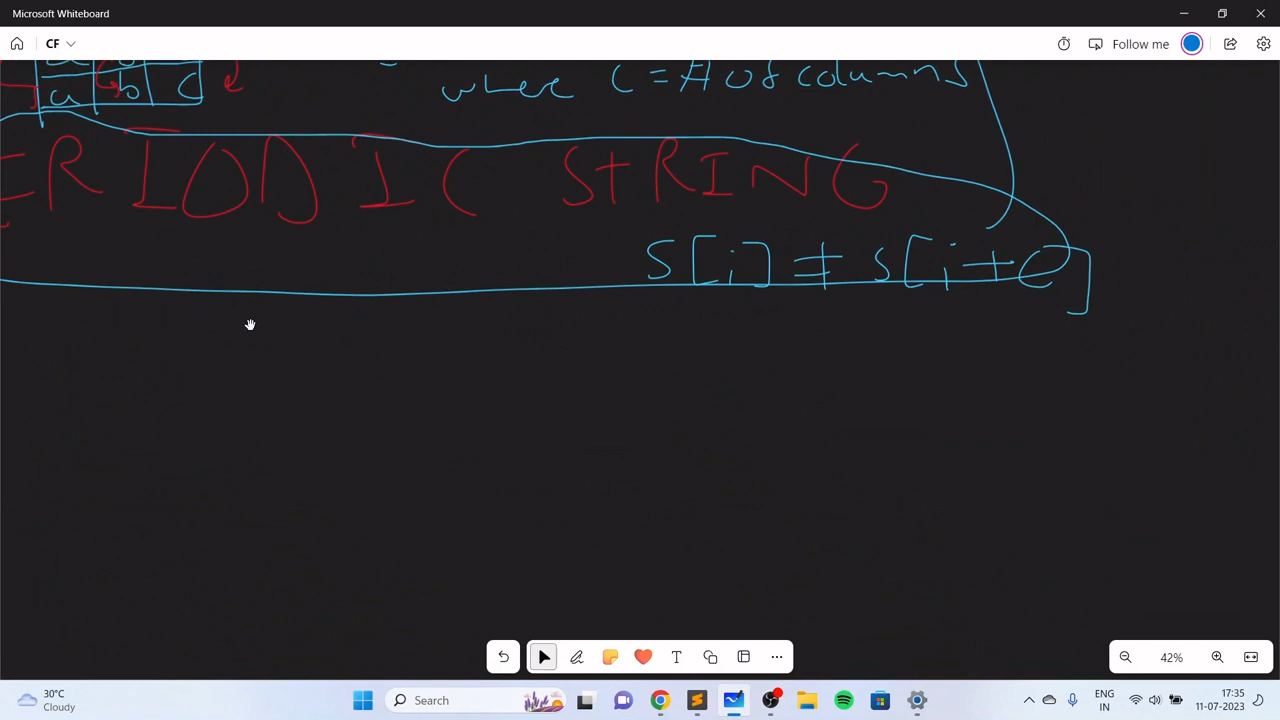 Microsoft Whiteboard
CF
Follow me
b
a b c
where C = # of columns
ERIODIC STRING
s[i] ≠ s[i+c]
42%
30°C
Cloudy
Search
ENG
IN
17:35
11-07-2023